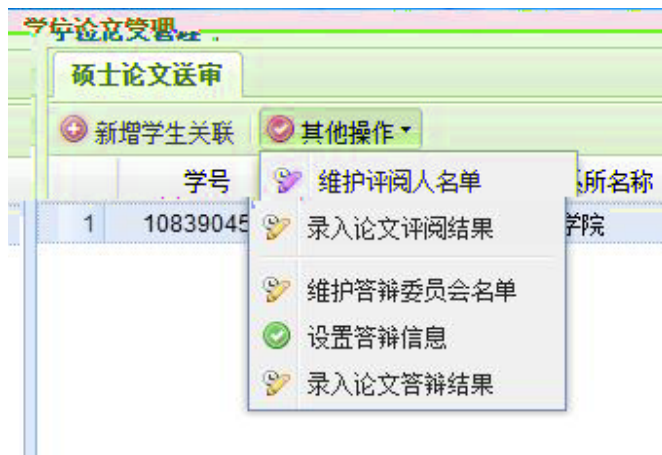 硕士论文送审
新增学生关联 其他操作
学号 所名称
1 10839045 学院
维护评阅人名单
录入论文评阅结果
维护答辩委员会名单
设置答辩信息
录入论文答辩结果